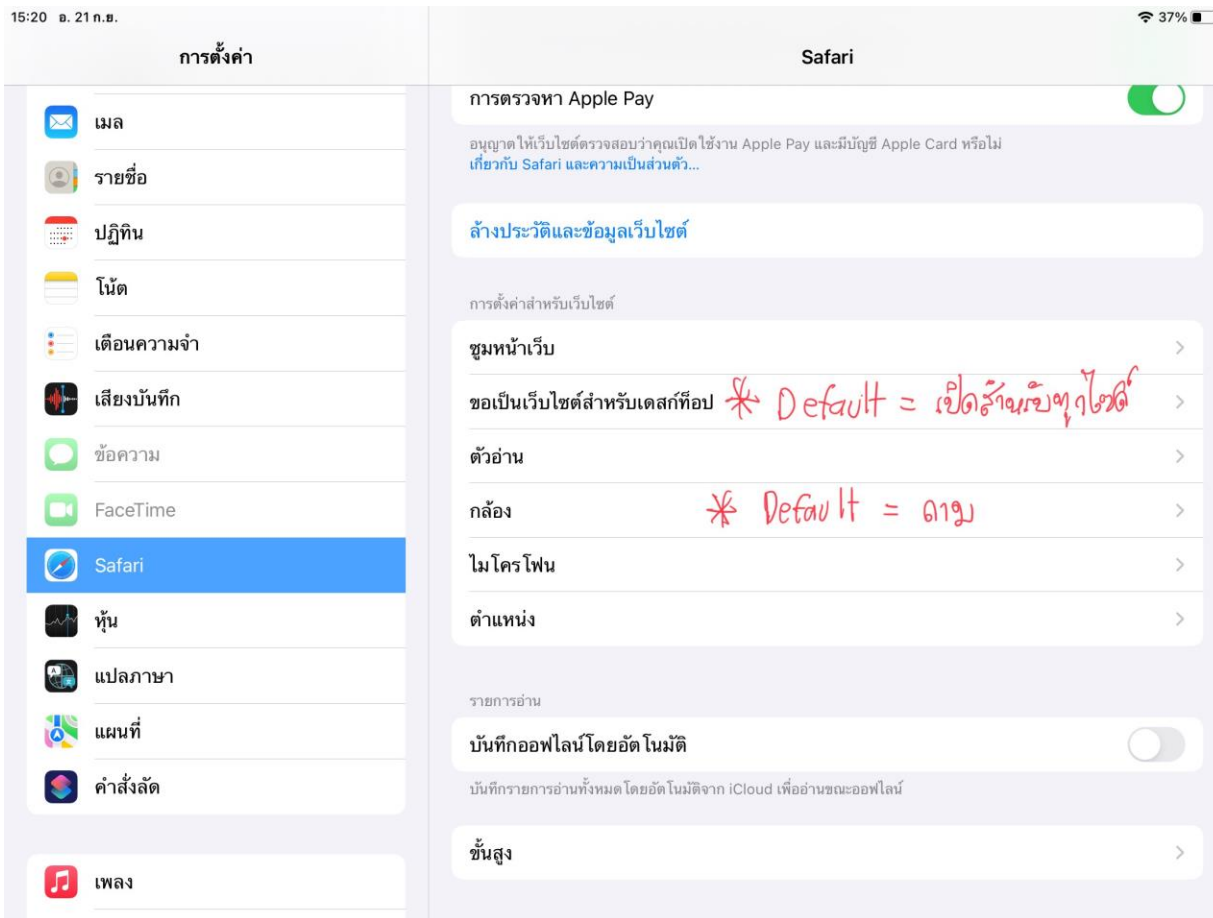 15:20 อ. 21 ก.ย.
37%
การตั้งค่า
เมล
รายชื่อ
ปฏิทิน
โน้ต
เตือนความจำ
เสียงบันทึก
ข้อความ
FaceTime
Safari
หุ้น
แปลภาษา
แผนที่
คำสั่งลัด
เพลง
Safari
การตรวจหา Apple Pay
อนุญาตให้เว็บไซต์ตรวจสอบว่าคุณเปิดใช้งาน Apple Pay และมีบัญชี Apple Card หรือไม่
เกี่ยวกับ Safari และความเป็นส่วนตัว...
ล้างประวัติและข้อมูลเว็บไซต์
การตั้งค่าสำหรับเว็บไซต์
ซูมหน้าเว็บ
ขอเป็นเว็บไซต์สำหรับเดสก์ท็อป * Default = เปิดสำหรับทุกไซต์
ตัวอ่าน
กล้อง * Default = ถาม
ไมโครโฟน
ตำแหน่ง
รายการอ่าน
บันทึกออฟไลน์โดยอัตโนมัติ
บันทึกรายการอ่านทั้งหมดโดยอัตโนมัติจาก iCloud เพื่ออ่านขณะออฟไลน์
ขั้นสูง